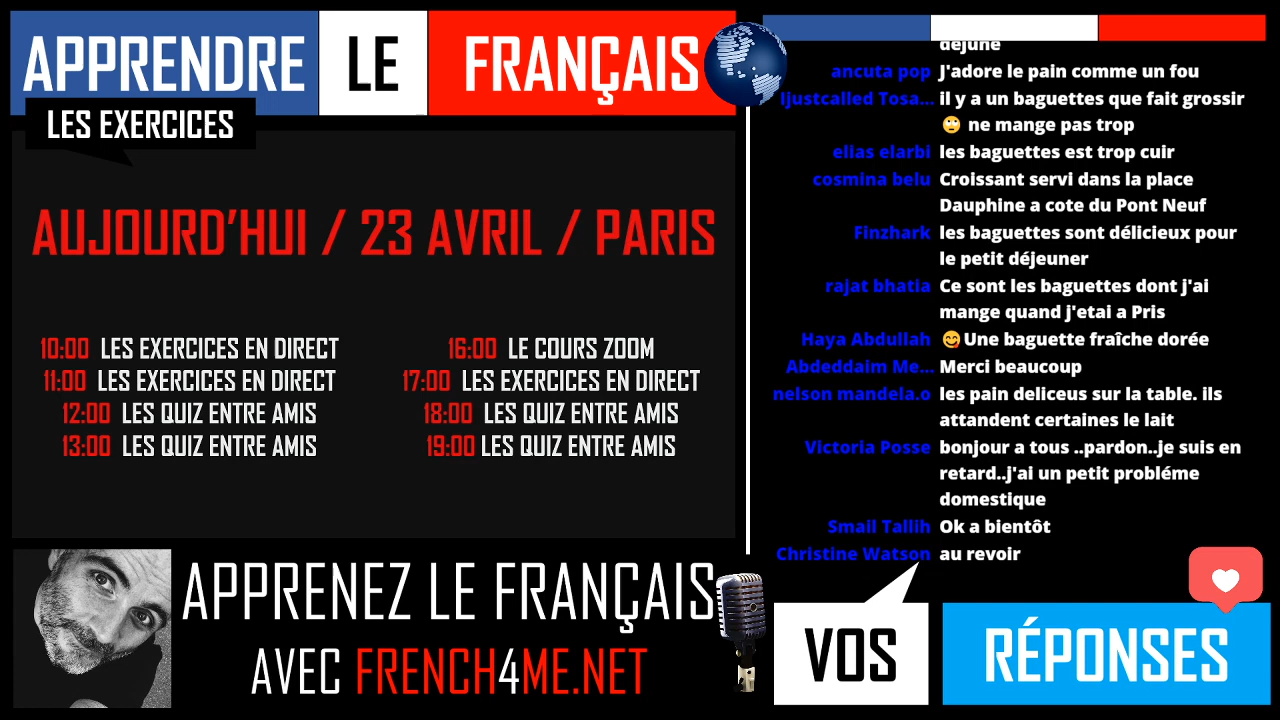 APPRENDRE LE FRANÇAIS
LES EXERCICES
AUJOURD'HUI / 23 AVRIL / PARIS
10:00 LES EXERCICES EN DIRECT
11:00 LES EXERCICES EN DIRECT
12:00 LES QUIZ ENTRE AMIS
13:00 LES QUIZ ENTRE AMIS
16:00 LE COURS ZOOM
17:00 LES EXERCICES EN DIRECT
18:00 LES QUIZ ENTRE AMIS
19:00 LES QUIZ ENTRE AMIS
APPRENEZ LE FRANÇAIS
AVEC FRENCH4ME.NET
déjuné
ancuta pop J'adore le pain comme un fou
Ijustcalled Tosa... il y a un baguettes que fait grossir
🙄 ne mange pas trop
elias elarbi les baguettes est trop cuir
cosmina belu Croissant servi dans la place
Dauphine a cote du Pont Neuf
Finzhark les baguettes sont délicieux pour
le petit déjeuner
rajat bhatia Ce sont les baguettes dont j'ai
mange quand j'etai a Pris
Haya Abdullah 😋Une baguette fraîche dorée
Abdeddaim Me... Merci beaucoup
nelson mandela.o les pain deliceus sur la table. ils
attandent certaines le lait
Victoria Posse bonjour a tous ..pardon..je suis en
retard..j'ai un petit probléme
domestique
Smail Tallih Ok a bientôt
Christine Watson au revoir
VOS RÉPONSES